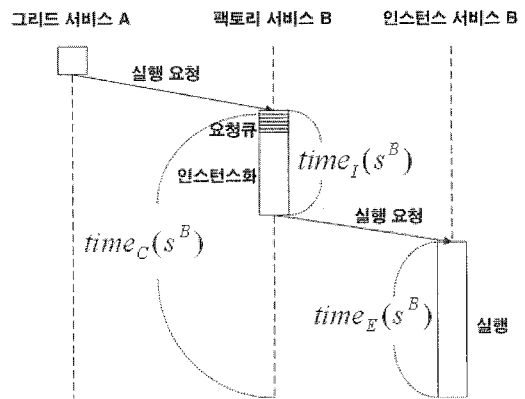 그리드 서비스 A
팩토리 서비스 B
인스턴스 서비스 B
실행 요청
요청큐
인스턴스화
time_I(s^B)
실행 요청
time_C(s^B)
time_E(s^B)
실행